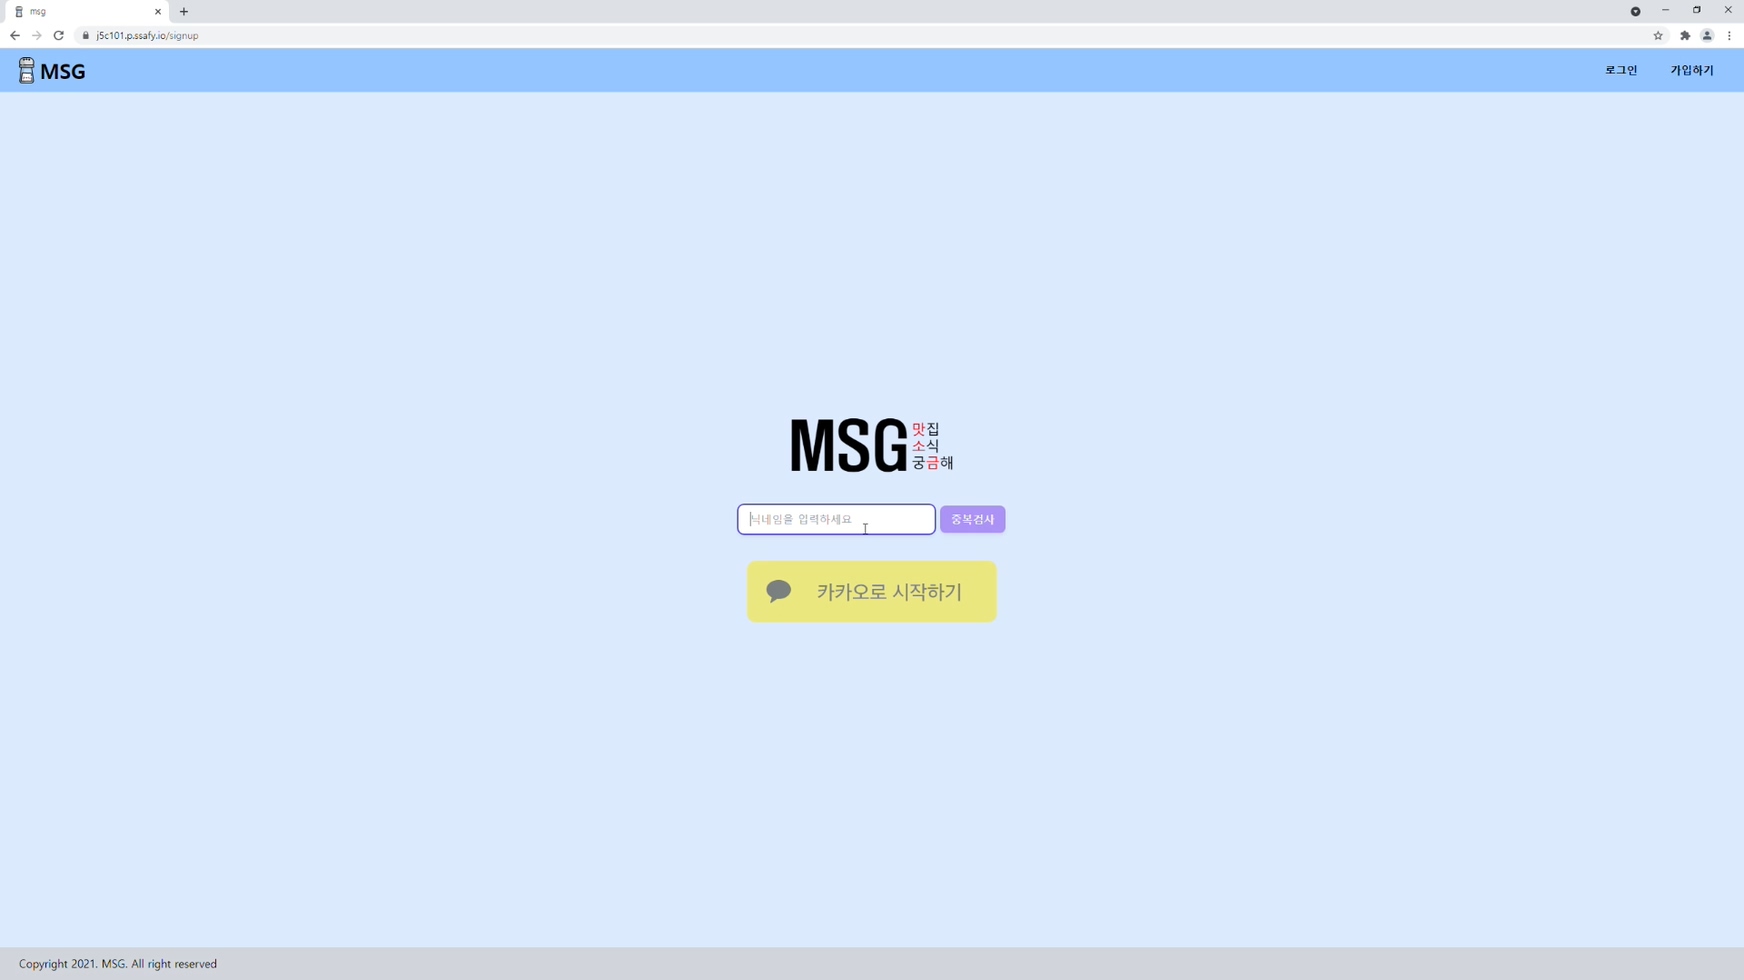 msg
j5c101.p.ssafy.io/signup
MSG
로그인
가입하기
MSG
맛집
소식
궁금해
닉네임을 입력하세요
중복검사
카카오로 시작하기
Copyright 2021. MSG. All right reserved